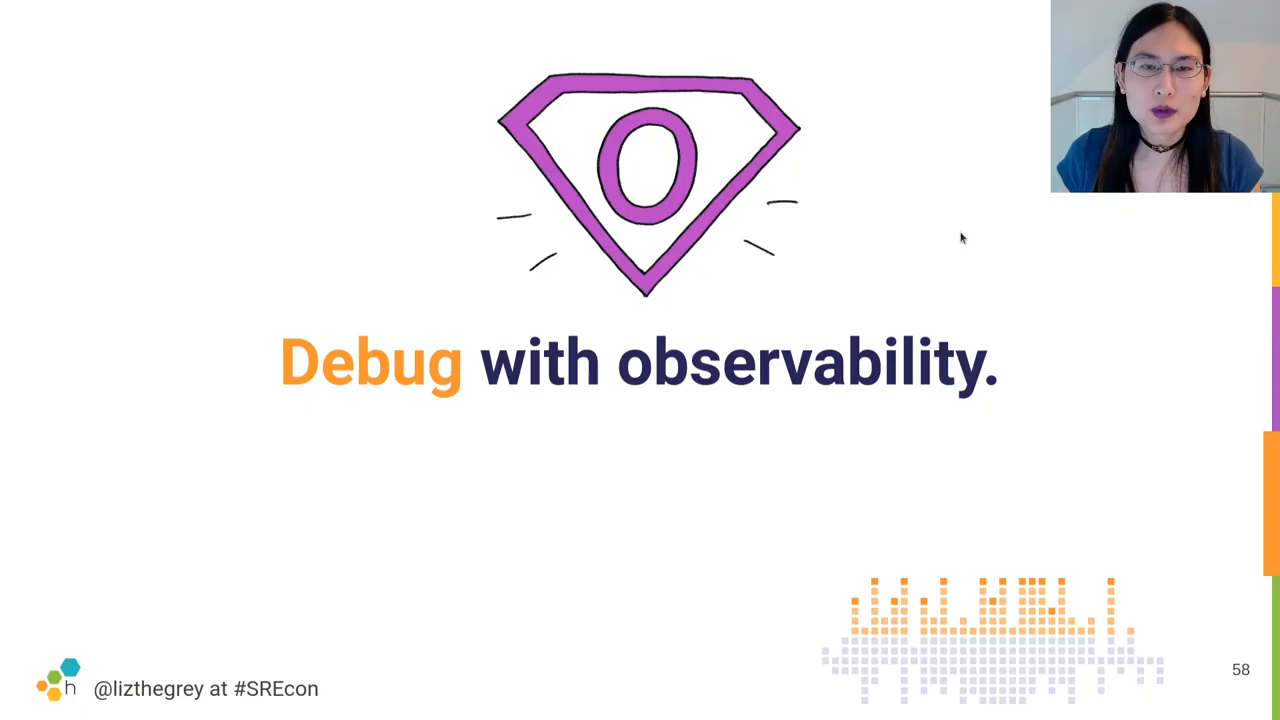 O
Debug with observability.
h
@lizthegrey at #SREcon
58